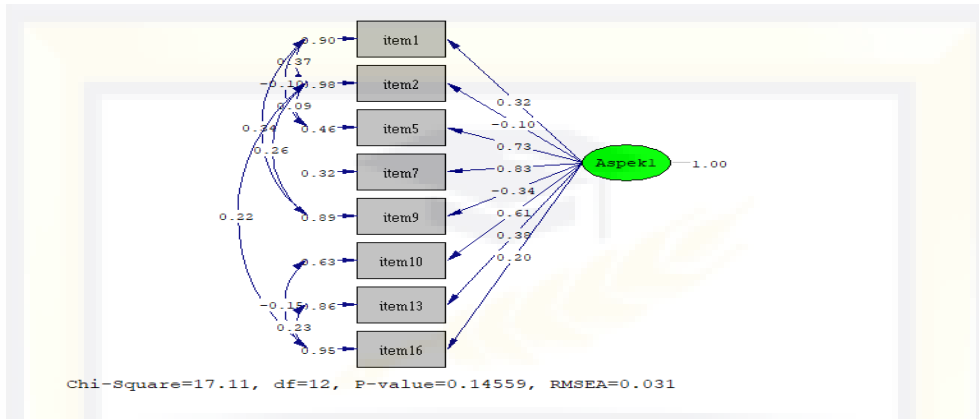 0.90 item1
0.37
-0.10 0.98 item2
0.32
0.09
-0.10
0.34 0.46 item5
0.73
0.26
0.32 item7
0.83
Aspek1 1.00
-0.34
0.22 0.89 item9
0.61
0.38
0.63 item10
0.20
-0.15 0.86 item13
0.23
0.95 item16
Chi-Square=17.11, df=12, P-value=0.14559, RMSEA=0.031